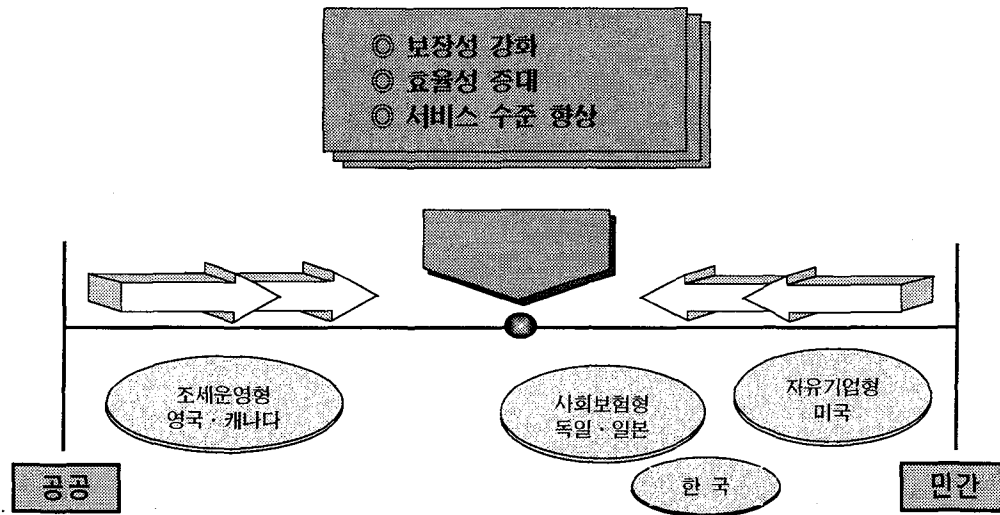 ◎ 보장성 강화
◎ 효율성 증대
◎ 서비스 수준 향상
조세운영형
영국 · 캐나다
사회보험형
독일 · 일본
자유기업형
미국
한 국
공공
민간